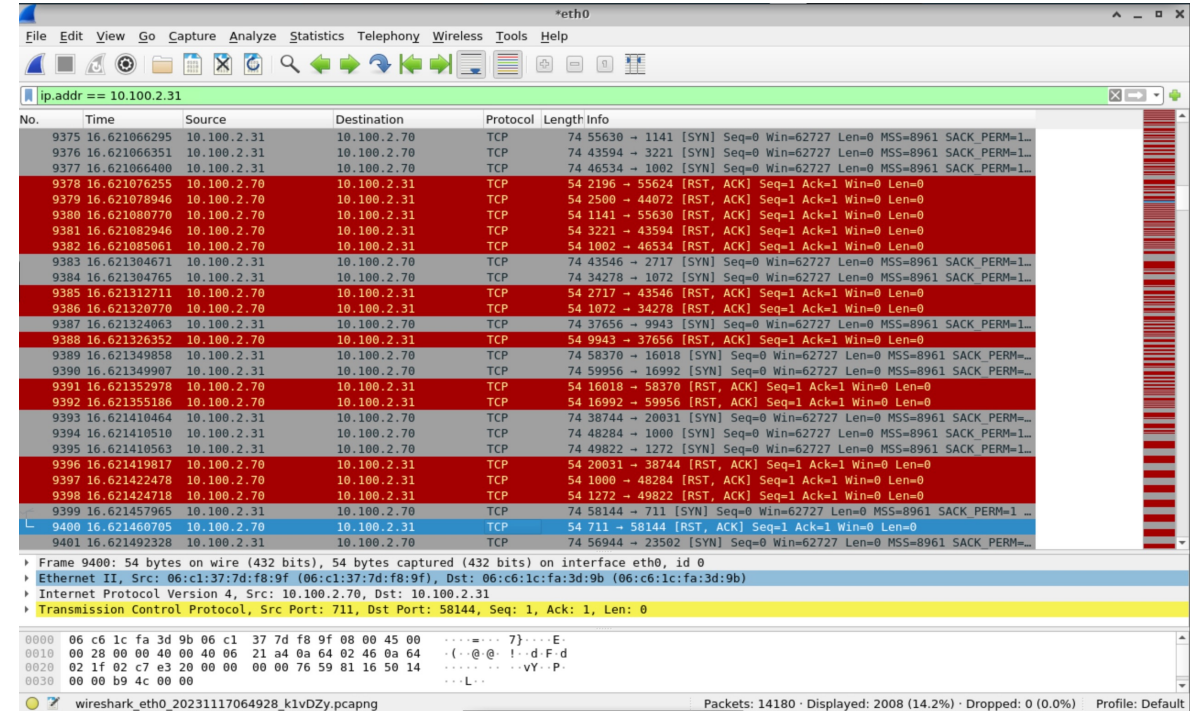 *eth0
File Edit View Go Capture Analyze Statistics Telephony Wireless Tools Help
ip.addr == 10.100.2.31
No. Time Source Destination Protocol Length Info
9375 16.621066295 10.100.2.31 10.100.2.70 TCP 74 55630 → 1141 [SYN] Seq=0 Win=62727 Len=0 MSS=8961 SACK_PERM=1…
9376 16.621066351 10.100.2.31 10.100.2.70 TCP 74 43594 → 3221 [SYN] Seq=0 Win=62727 Len=0 MSS=8961 SACK_PERM=1…
9377 16.621066400 10.100.2.31 10.100.2.70 TCP 74 46534 → 1002 [SYN] Seq=0 Win=62727 Len=0 MSS=8961 SACK_PERM=1…
9378 16.621076255 10.100.2.70 10.100.2.31 TCP 54 2196 → 55624 [RST, ACK] Seq=1 Ack=1 Win=0 Len=0
9379 16.621078946 10.100.2.70 10.100.2.31 TCP 54 2500 → 44072 [RST, ACK] Seq=1 Ack=1 Win=0 Len=0
9380 16.621080770 10.100.2.70 10.100.2.31 TCP 54 1141 → 55630 [RST, ACK] Seq=1 Ack=1 Win=0 Len=0
9381 16.621082946 10.100.2.70 10.100.2.31 TCP 54 3221 → 43594 [RST, ACK] Seq=1 Ack=1 Win=0 Len=0
9382 16.621085061 10.100.2.70 10.100.2.31 TCP 54 1002 → 46534 [RST, ACK] Seq=1 Ack=1 Win=0 Len=0
9383 16.621304671 10.100.2.31 10.100.2.70 TCP 74 43546 → 2717 [SYN] Seq=0 Win=62727 Len=0 MSS=8961 SACK_PERM=1…
9384 16.621304765 10.100.2.31 10.100.2.70 TCP 74 34278 → 1072 [SYN] Seq=0 Win=62727 Len=0 MSS=8961 SACK_PERM=1…
9385 16.621312711 10.100.2.70 10.100.2.31 TCP 54 2717 → 43546 [RST, ACK] Seq=1 Ack=1 Win=0 Len=0
9386 16.621320770 10.100.2.70 10.100.2.31 TCP 54 1072 → 34278 [RST, ACK] Seq=1 Ack=1 Win=0 Len=0
9387 16.621324063 10.100.2.31 10.100.2.70 TCP 74 37656 → 9943 [SYN] Seq=0 Win=62727 Len=0 MSS=8961 SACK_PERM=1…
9388 16.621326352 10.100.2.70 10.100.2.31 TCP 54 9943 → 37656 [RST, ACK] Seq=1 Ack=1 Win=0 Len=0
9389 16.621349858 10.100.2.31 10.100.2.70 TCP 74 58370 → 16018 [SYN] Seq=0 Win=62727 Len=0 MSS=8961 SACK_PERM=…
9390 16.621349907 10.100.2.31 10.100.2.70 TCP 74 59956 → 16992 [SYN] Seq=0 Win=62727 Len=0 MSS=8961 SACK_PERM=…
9391 16.621352978 10.100.2.70 10.100.2.31 TCP 54 16018 → 58370 [RST, ACK] Seq=1 Ack=1 Win=0 Len=0
9392 16.621355186 10.100.2.70 10.100.2.31 TCP 54 16992 → 59956 [RST, ACK] Seq=1 Ack=1 Win=0 Len=0
9393 16.621410464 10.100.2.31 10.100.2.70 TCP 74 38744 → 20031 [SYN] Seq=0 Win=62727 Len=0 MSS=8961 SACK_PERM=…
9394 16.621410510 10.100.2.31 10.100.2.70 TCP 74 48284 → 1000 [SYN] Seq=0 Win=62727 Len=0 MSS=8961 SACK_PERM=1…
9395 16.621410563 10.100.2.31 10.100.2.70 TCP 74 49822 → 1272 [SYN] Seq=0 Win=62727 Len=0 MSS=8961 SACK_PERM=1…
9396 16.621419817 10.100.2.70 10.100.2.31 TCP 54 20031 → 38744 [RST, ACK] Seq=1 Ack=1 Win=0 Len=0
9397 16.621422478 10.100.2.70 10.100.2.31 TCP 54 1000 → 48284 [RST, ACK] Seq=1 Ack=1 Win=0 Len=0
9398 16.621424718 10.100.2.70 10.100.2.31 TCP 54 1272 → 49822 [RST, ACK] Seq=1 Ack=1 Win=0 Len=0
9399 16.621457965 10.100.2.31 10.100.2.70 TCP 74 58144 → 711 [SYN] Seq=0 Win=62727 Len=0 MSS=8961 SACK_PERM=1 …
9400 16.621460705 10.100.2.70 10.100.2.31 TCP 54 711 → 58144 [RST, ACK] Seq=1 Ack=1 Win=0 Len=0
9401 16.621492328 10.100.2.31 10.100.2.70 TCP 74 56944 → 23502 [SYN] Seq=0 Win=62727 Len=0 MSS=8961 SACK_PERM=…
Frame 9400: 54 bytes on wire (432 bits), 54 bytes captured (432 bits) on interface eth0, id 0
Ethernet II, Src: 06:c1:37:7d:f8:9f (06:c1:37:7d:f8:9f), Dst: 06:c6:1c:fa:3d:9b (06:c6:1c:fa:3d:9b)
Internet Protocol Version 4, Src: 10.100.2.70, Dst: 10.100.2.31
Transmission Control Protocol, Src Port: 711, Dst Port: 58144, Seq: 1, Ack: 1, Len: 0
0000 06 c6 1c fa 3d 9b 06 c1 37 7d f8 9f 08 00 45 00 ····=··· 7}····E·
0010 00 28 00 00 40 00 40 06 21 a4 0a 64 02 46 0a 64 ·(··@·@· !··d·F·d
0020 02 1f 02 c7 e3 20 00 00 00 00 76 59 81 16 50 14 ····· ·· ··vY··P·
0030 00 00 b9 4c 00 00 ···L··
wireshark_eth0_20231117064928_k1vDZy.pcapng Packets: 14180 · Displayed: 2008 (14.2%) · Dropped: 0 (0.0%) Profile: Default